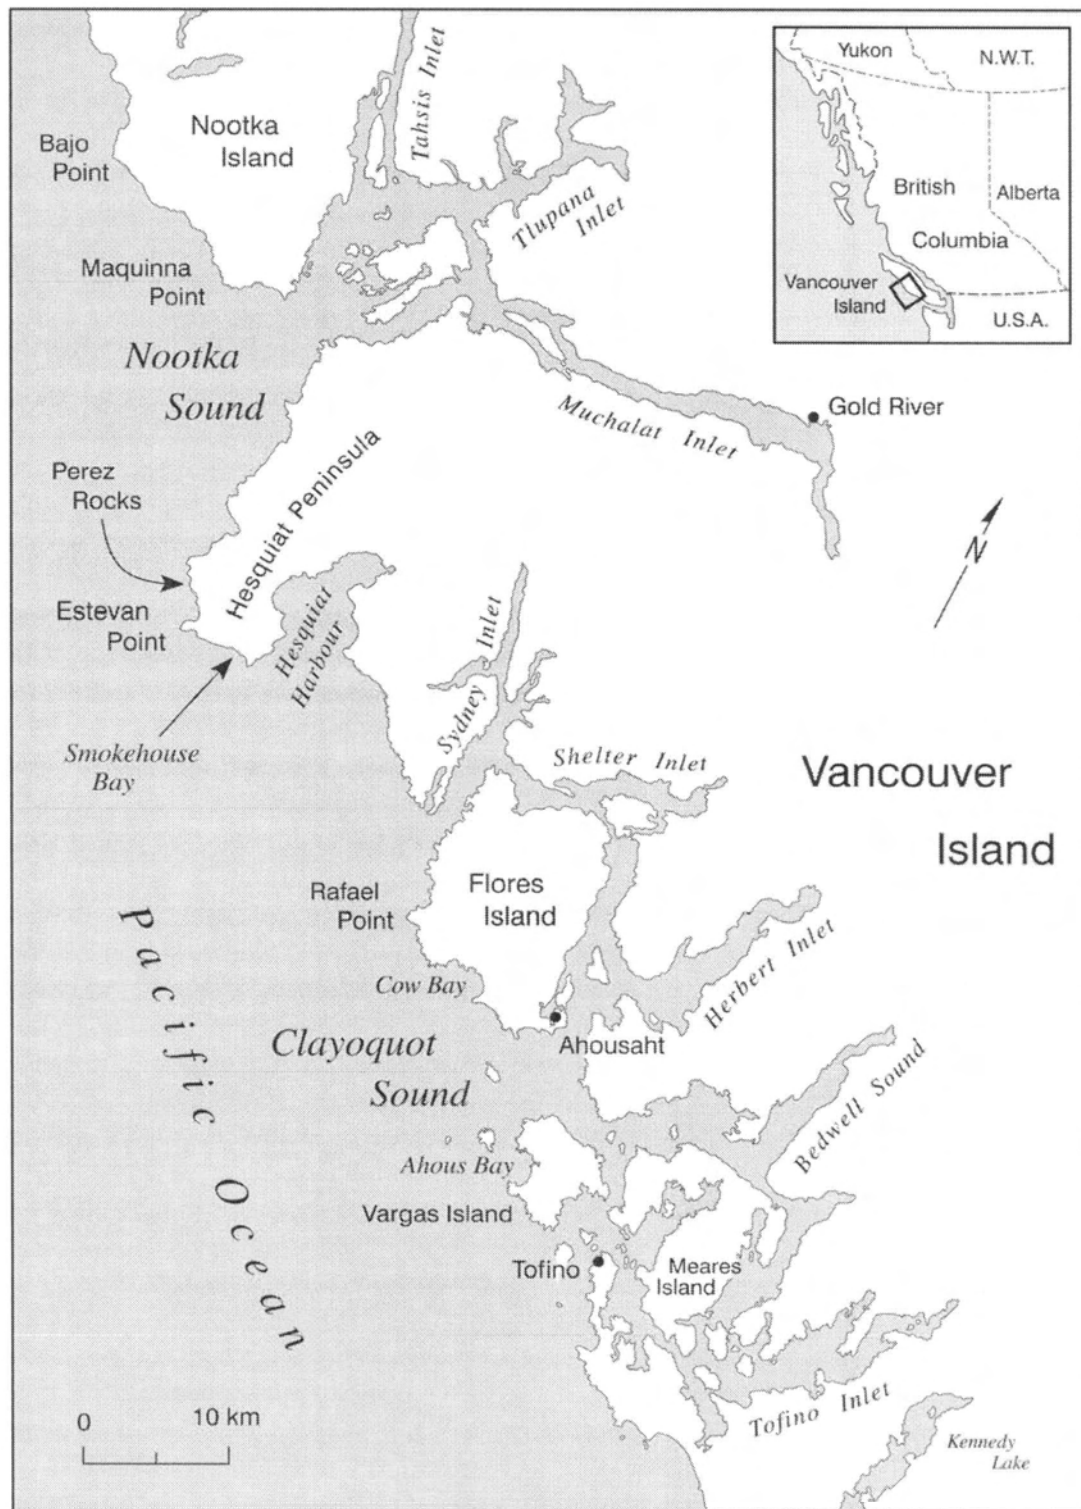 Yukon
N.W.T.
British
Columbia
Alberta
Vancouver
Island
U.S.A.
Nootka
Island
Tahsis Inlet
Bajo
Point
Tlupana
Inlet
Maquinna
Point
Nootka
Sound
Muchalat Inlet
Gold River
Perez
Rocks
Hesquiat Peninsula
N
Estevan
Point
Hesquiat
Harbour
Sydney Inlet
Smokehouse
Bay
Shelter Inlet
Vancouver
Island
Flores
Island
Rafael
Point
Herbert Inlet
Cow Bay
Pacific Ocean
Clayoquot
Sound
Ahousaht
Bedwell Sound
Ahous Bay
Vargas Island
Tofino
Meares
Island
Tofino Inlet
0 10 km
Kennedy
Lake